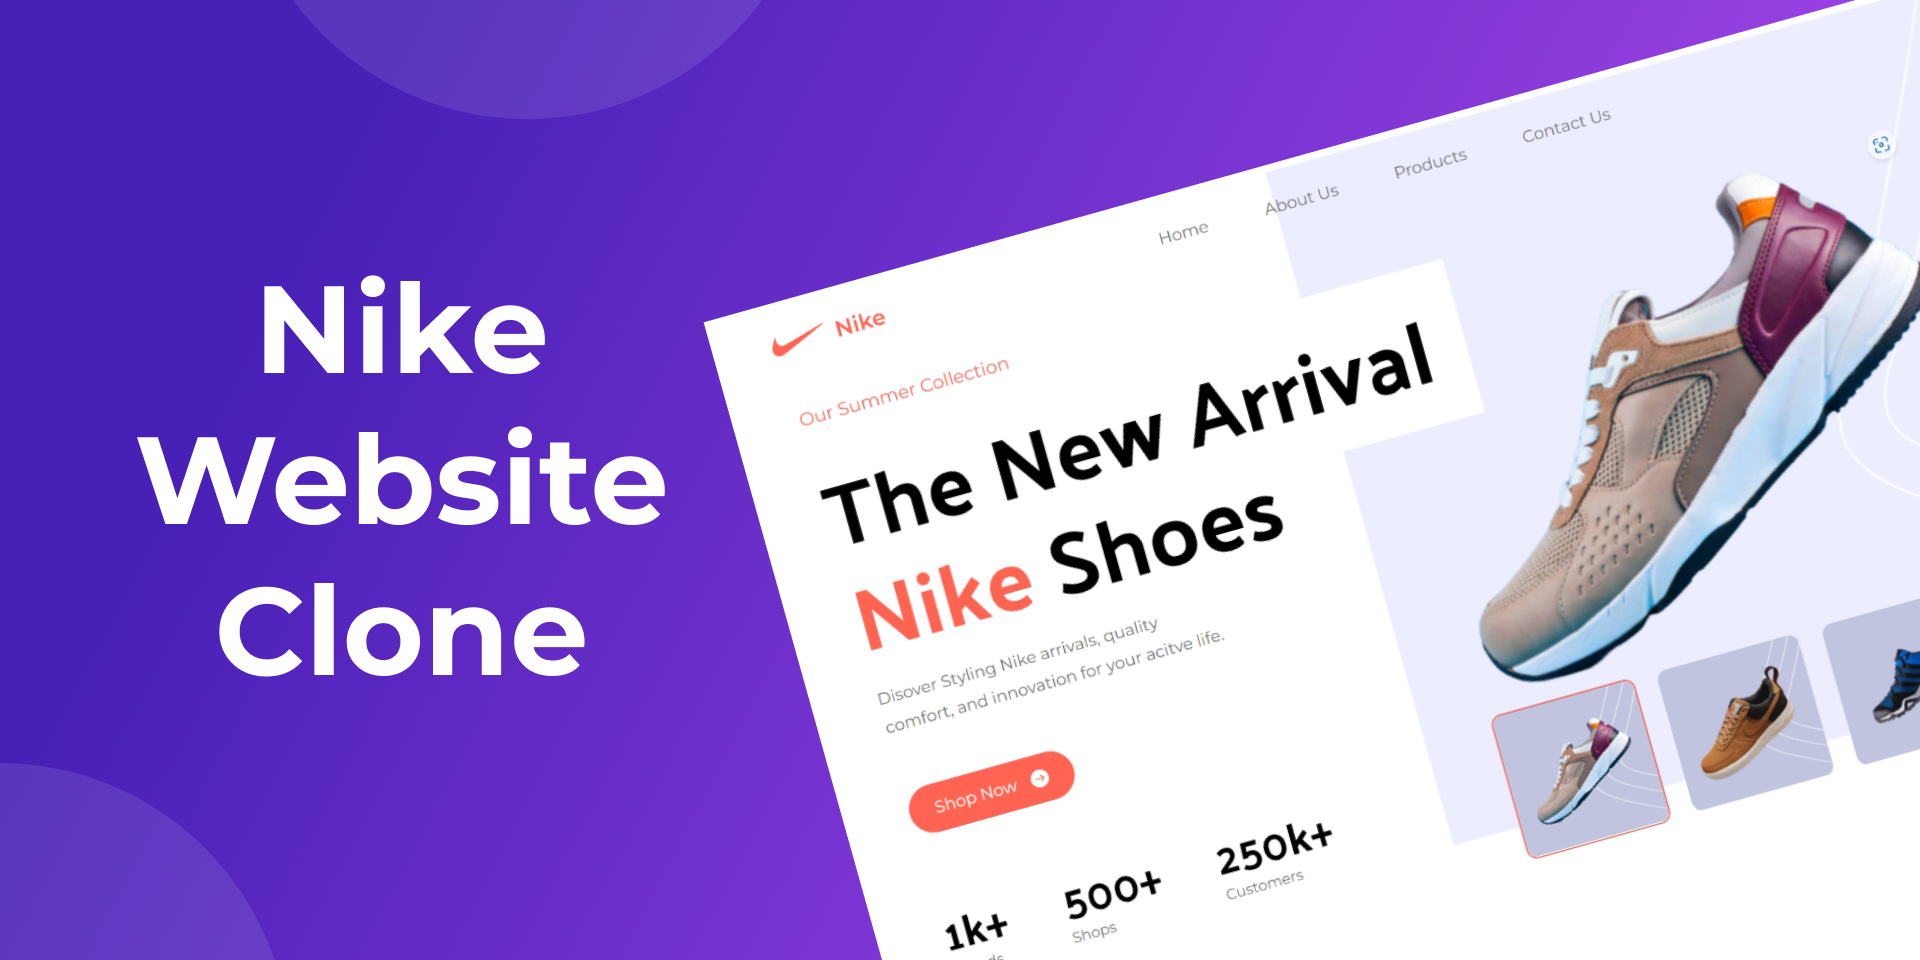 Nike
Website
Clone
Nike
Home
About Us
Products
Contact Us
Our Summer Collection
The New Arrival
Nike Shoes
Disover Styling Nike arrivals, quality
comfort, and innovation for your acitve life.
Shop Now
1k+
500+
Shops
250k+
Customers